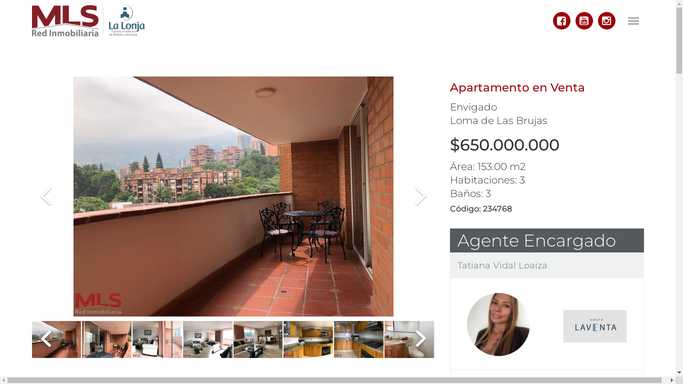 MLS
Red Inmobiliaria
La Lonja
Apartamento en Venta
Envigado
Loma de Las Brujas
$650.000.000
Área: 153.00 m2
Habitaciones: 3
Baños: 3
Código: 234768
MLS
Red Inmobiliaria
Agente Encargado
Tatiana Vidal Loaiza
LAVENTA